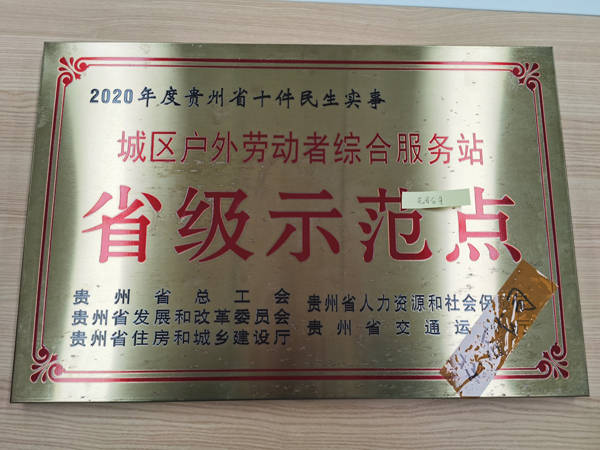 2020年度贵州省十件民生实事
城区户外劳动者综合服务站
省级示范点
贵州省总工会
贵州省人力资源和社会保
贵州省发展和改革委员会
贵州省交通运
贵州省住房和城乡建设厅